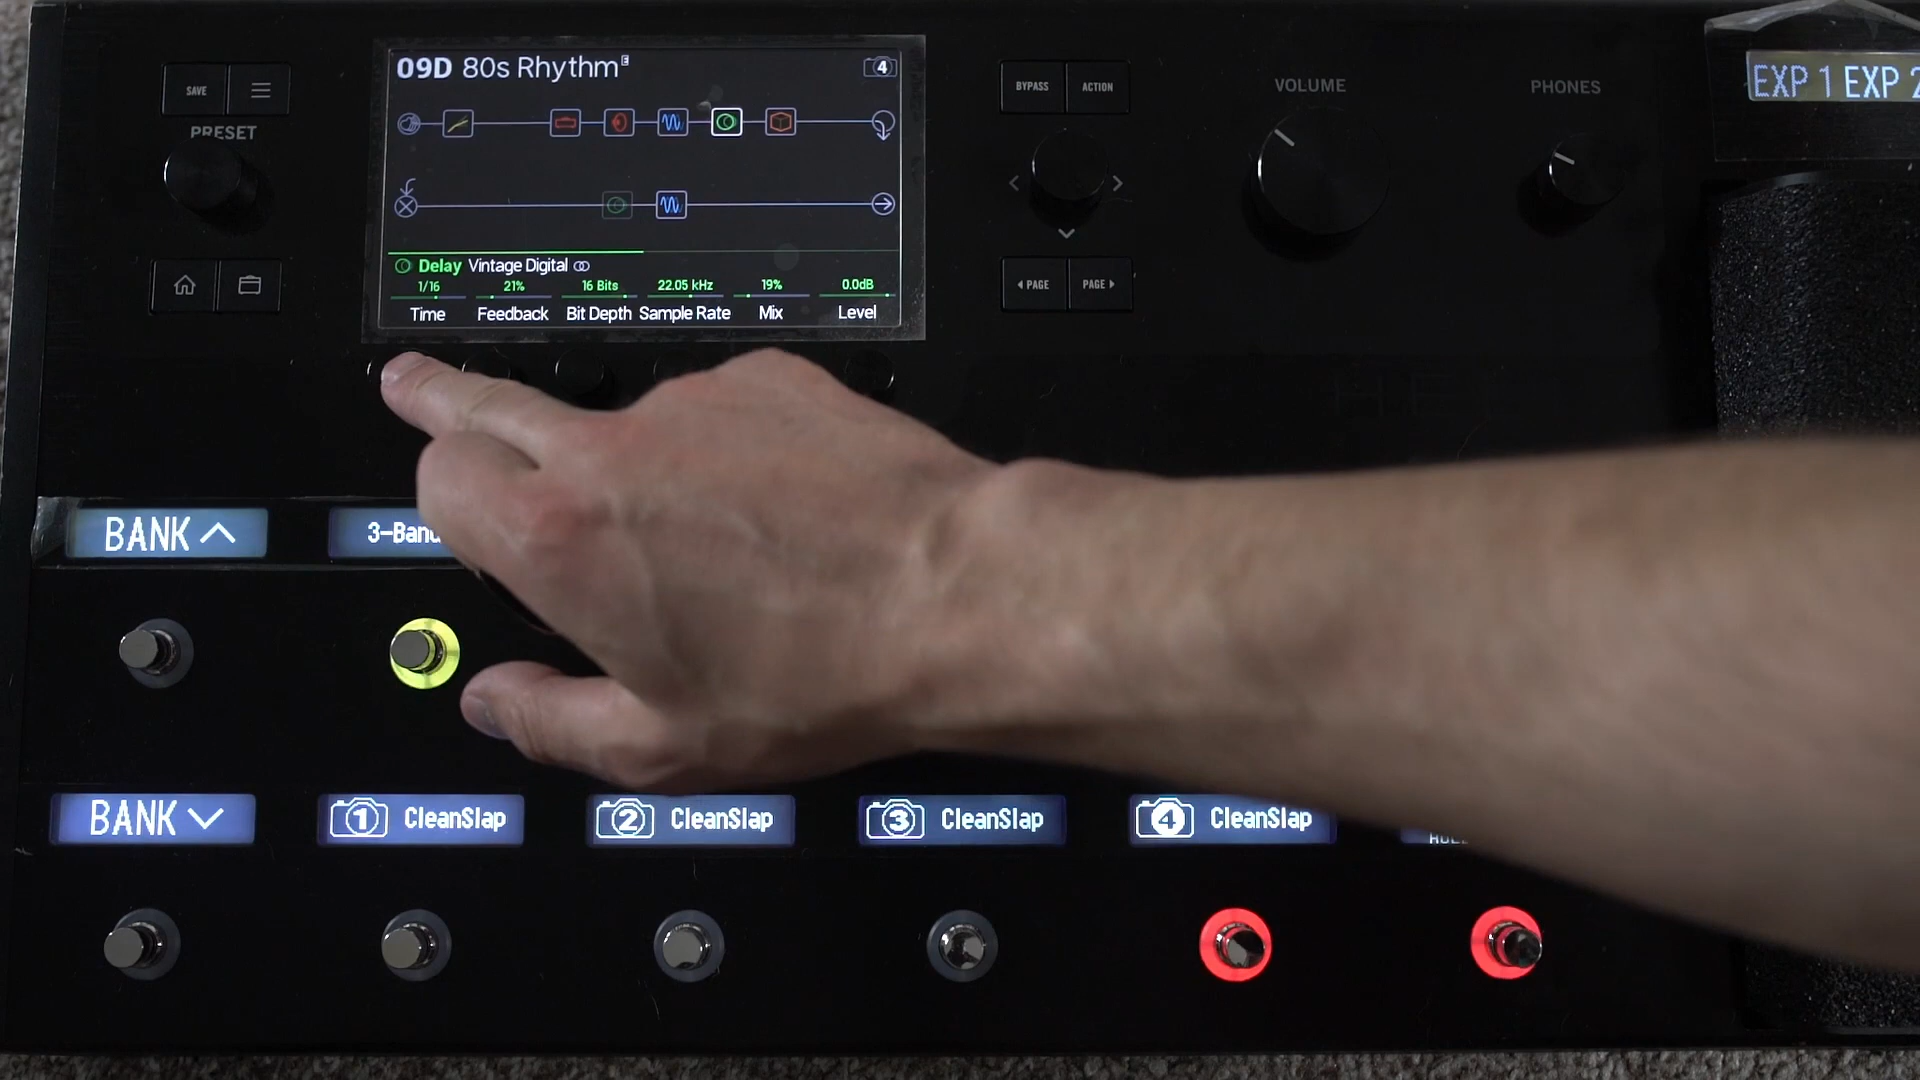 SAVE
PRESET
09D 80s Rhythm E
4
Delay Vintage Digital
1/16 21% 16 Bits 22.05 kHz 19% 0.0dB
Time Feedback Bit Depth Sample Rate Mix Level
BYPASS ACTION
PAGE PAGE
VOLUME
PHONES
EXP 1 EXP 2
BANK
3-Band
BANK
1 CleanSlap
2 CleanSlap
3 CleanSlap
4 CleanSlap